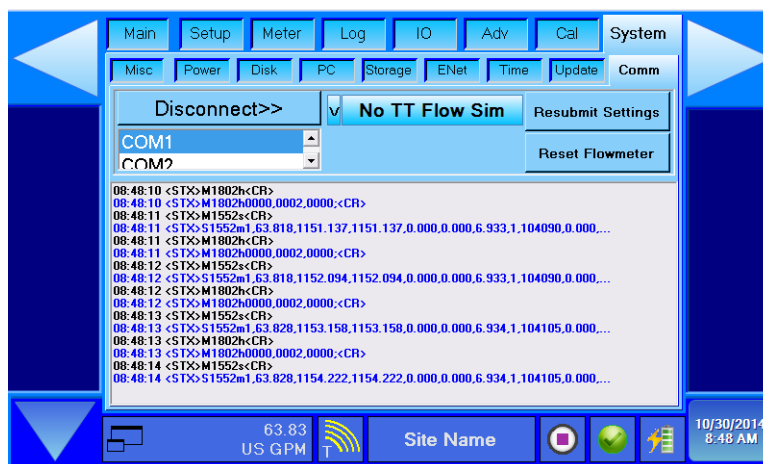 Main Setup Meter Log IO Adv Cal System
Misc Power Disk PC Storage ENet Time Update Comm
Disconnect>> v No TT Flow Sim Resubmit Settings
COM1
COM2
Reset Flowmeter
08:48:10 <STX>M1802h<CR>
08:48:10 <STX>M1802h0000,0002,0000;<CR>
08:48:11 <STX>M1552s<CR>
08:48:11 <STX>S1552m1,63.818,1151.137,1151.137,0.000,0.000,6.933,1,104090,0.000,...
08:48:11 <STX>M1802h<CR>
08:48:11 <STX>M1802h0000,0002,0000;<CR>
08:48:12 <STX>M1552s<CR>
08:48:12 <STX>S1552m1,63.818,1152.094,1152.094,0.000,0.000,6.933,1,104090,0.000,...
08:48:12 <STX>M1802h<CR>
08:48:12 <STX>M1802h0000,0002,0000;<CR>
08:48:13 <STX>M1552s<CR>
08:48:13 <STX>S1552m1,63.828,1153.158,1153.158,0.000,0.000,6.934,1,104105,0.000,...
08:48:13 <STX>M1802h<CR>
08:48:13 <STX>M1802h0000,0002,0000;<CR>
08:48:14 <STX>M1552s<CR>
08:48:14 <STX>S1552m1,63.828,1154.222,1154.222,0.000,0.000,6.934,1,104105,0.000,...
63.83
US GPM
T
Site Name
10/30/2014
8:48 AM